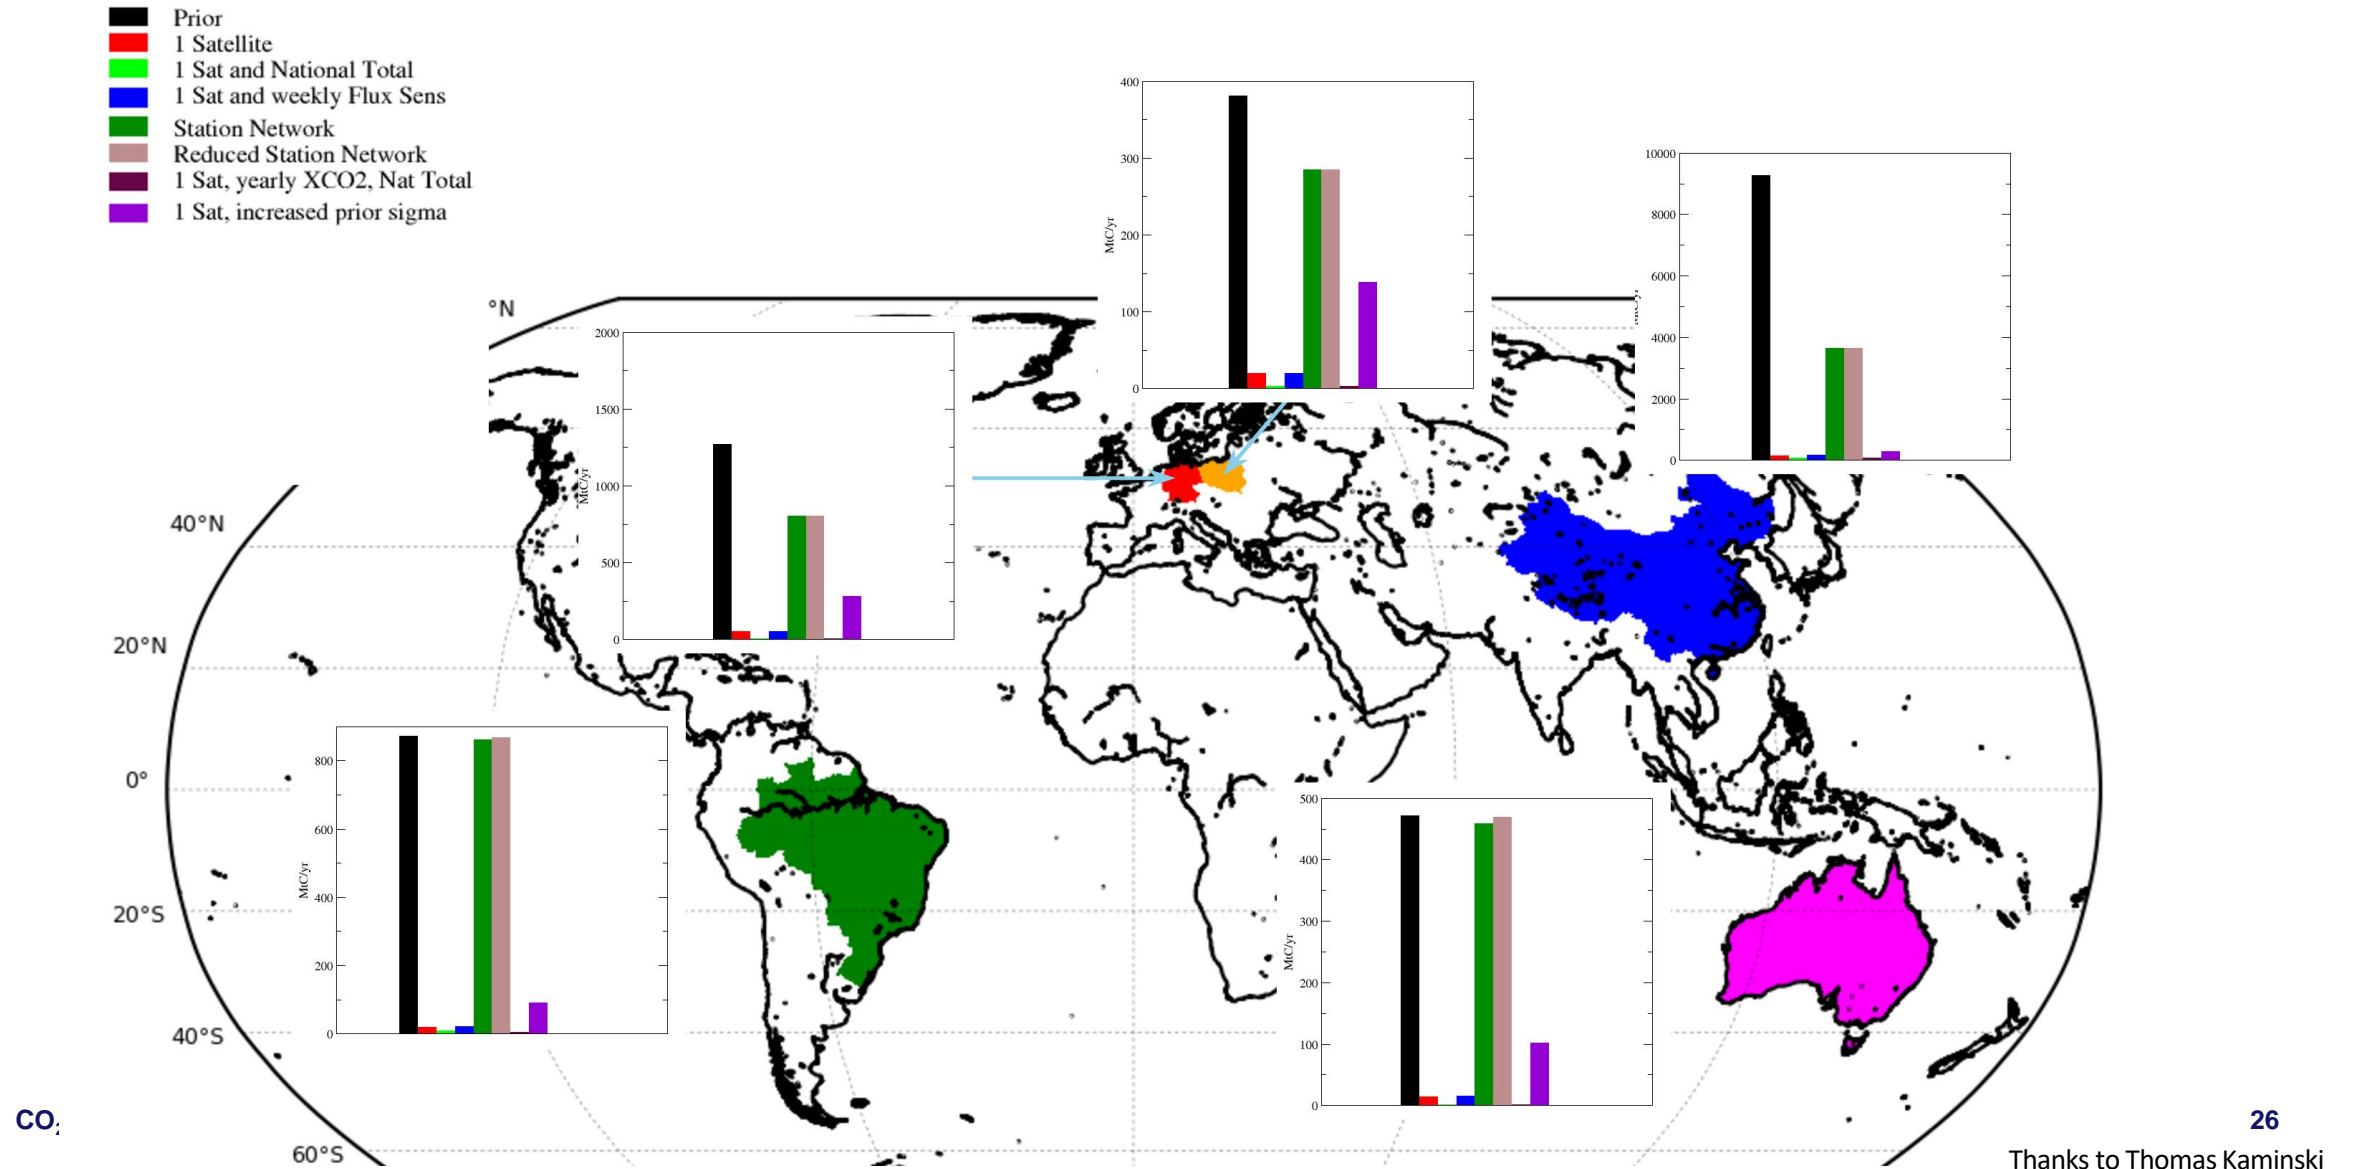 Prior
1 Satellite
1 Sat and National Total
1 Sat and weekly Flux Sens
Station Network
Reduced Station Network
1 Sat, yearly XCO2, Nat Total
1 Sat, increased prior sigma
400
300
200
100
0
MtC/yr
10000
8000
6000
4000
2000
0
°N
2000
1500
1000
500
0
MtC/yr
40°N
20°N
0°
20°S
40°S
60°S
800
600
400
200
0
MtC/yr
500
400
300
200
100
0
MtC/yr
CO₂
26
Thanks to Thomas Kaminski